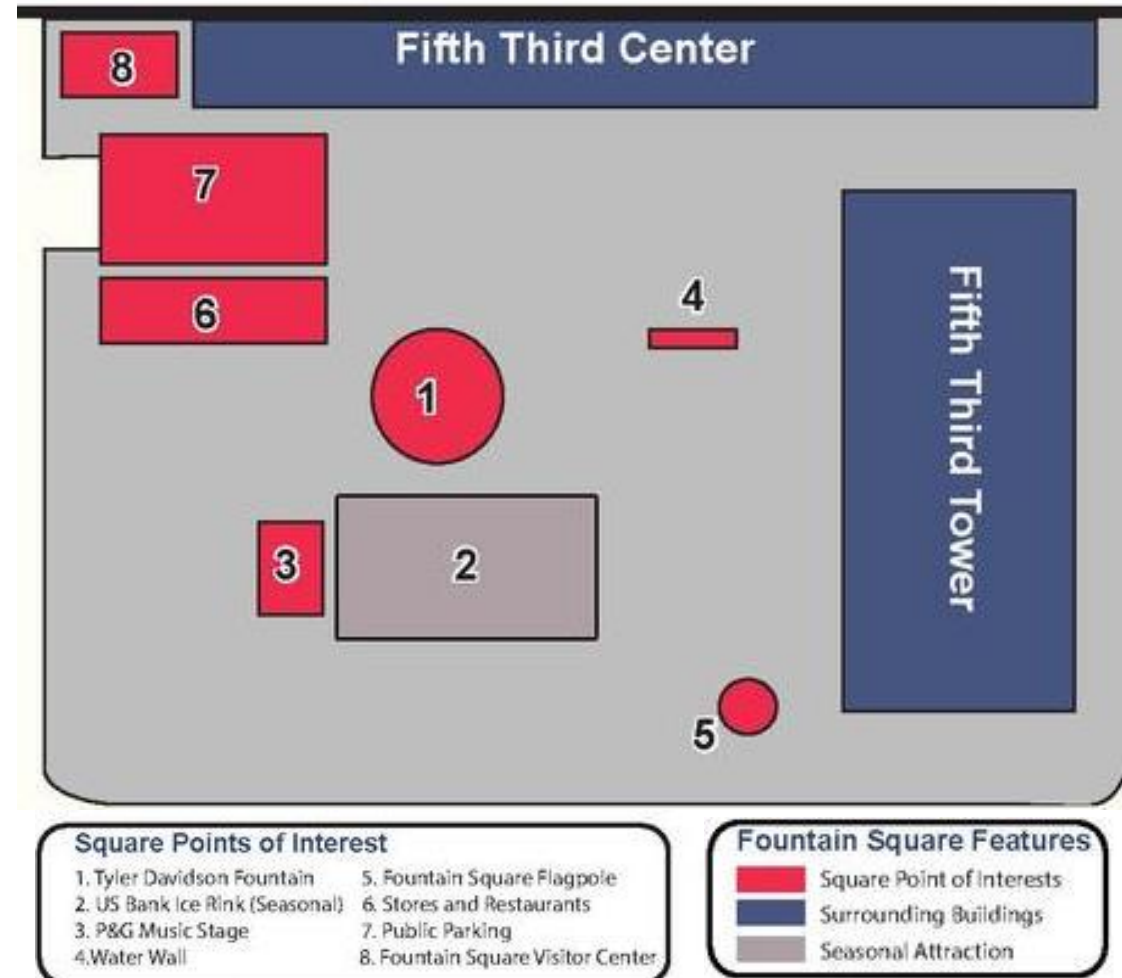 Fifth Third Center
8
7
6
4
1
Fifth Third Tower
3
2
5
Square Points of Interest
1. Tyler Davidson Fountain
2. US Bank Ice Rink (Seasonal)
3. P&G Music Stage
4.Water Wall
5. Fountain Square Flagpole
6. Stores and Restaurants
7. Public Parking
8. Fountain Square Visitor Center
Fountain Square Features
Square Point of Interests
Surrounding Buildings
Seasonal Attraction